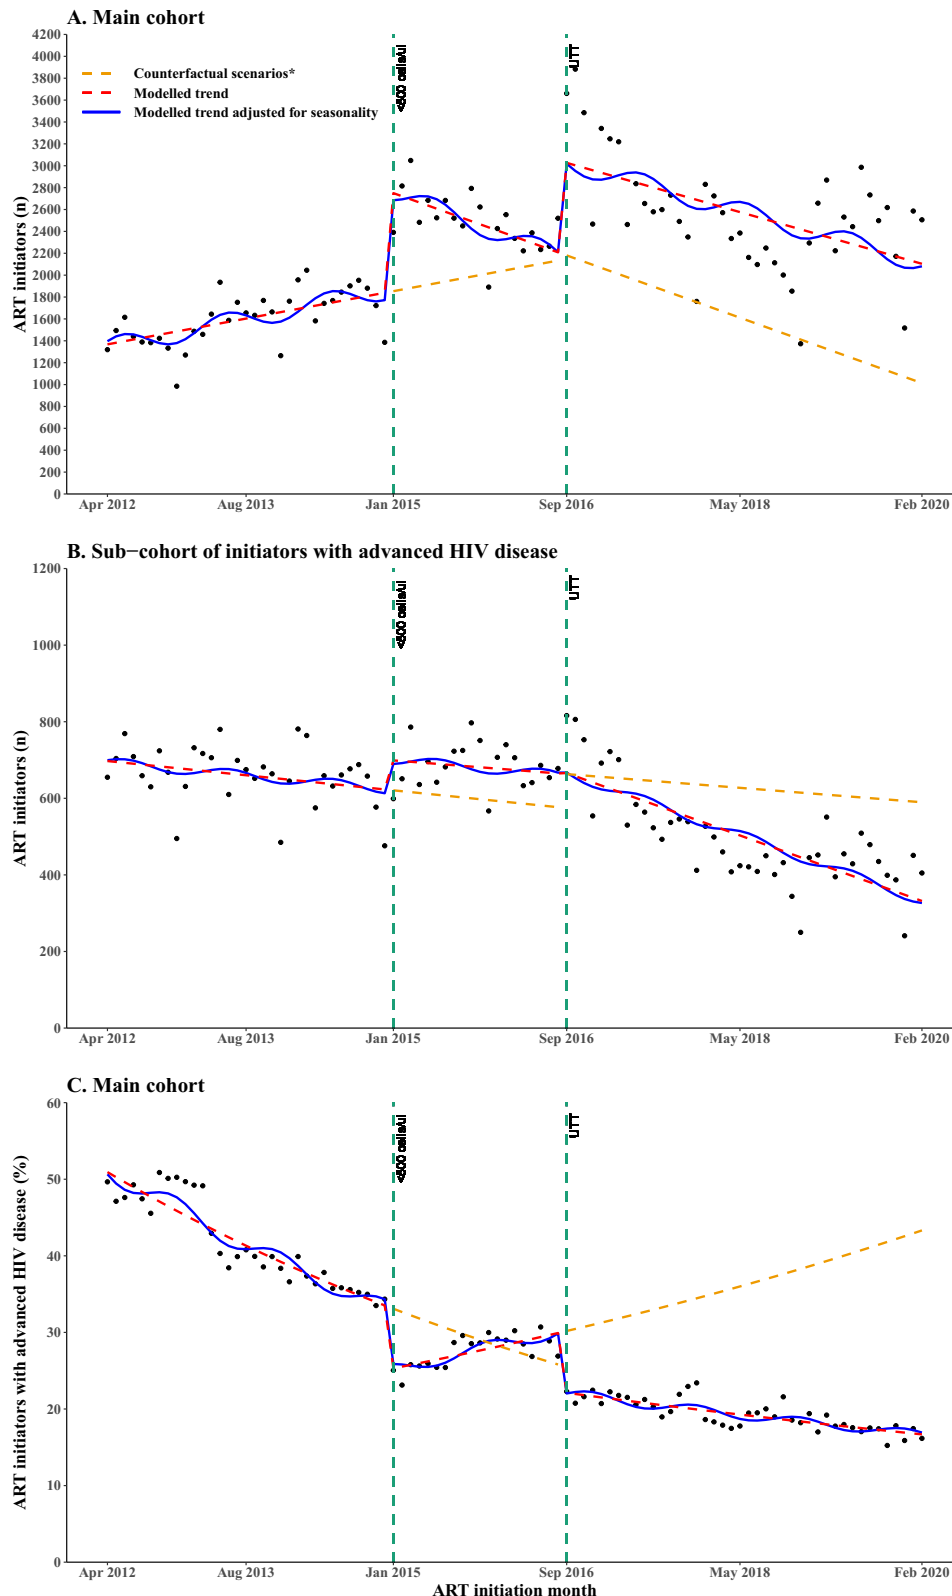 A. Main cohort
4200
4000
3800
3600
3400
3200
3000
2800
2600
2400
2200
2000
1800
1600
1400
1200
1000
800
600
400
200
0
ART initiators (n)
Counterfactual scenarios*
Modelled trend
Modelled trend adjusted for seasonality
<500 cells/ul
UTT
Apr 2012
Aug 2013
Jan 2015
Sep 2016
May 2018
Feb 2020
B. Sub−cohort of initiators with advanced HIV disease
1200
1000
800
600
400
200
0
ART initiators (n)
<500 cells/ul
UTT
Apr 2012
Aug 2013
Jan 2015
Sep 2016
May 2018
Feb 2020
C. Main cohort
60
50
40
30
20
10
0
ART initiators with advanced HIV disease (%)
<500 cells/ul
UTT
Apr 2012
Aug 2013
Jan 2015
Sep 2016
May 2018
Feb 2020
ART initiation month